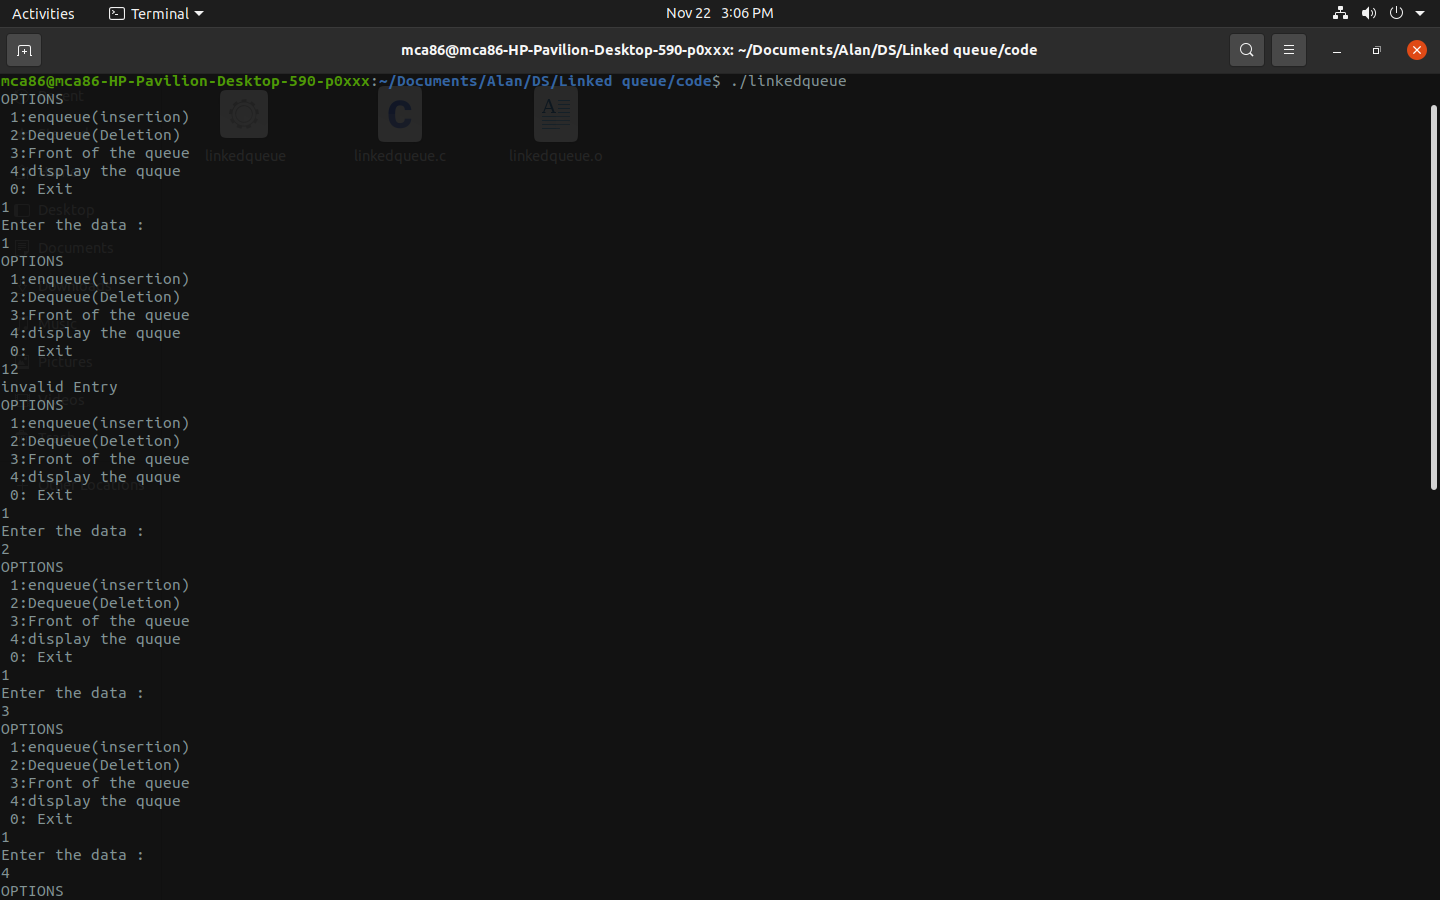 Activities Terminal Nov 22 3:06 PM
mca86@mca86-HP-Pavilion-Desktop-590-p0xxx: ~/Documents/Alan/DS/Linked queue/code
mca86@mca86-HP-Pavilion-Desktop-590-p0xxx:~/Documents/Alan/DS/Linked queue/code$ ./linkedqueue
OPTIONS
1:enqueue(insertion)
2:Dequeue(Deletion)
3:Front of the queue
4:display the quque
0: Exit
1
Enter the data :
1
OPTIONS
1:enqueue(insertion)
2:Dequeue(Deletion)
3:Front of the queue
4:display the quque
0: Exit
12
invalid Entry
OPTIONS
1:enqueue(insertion)
2:Dequeue(Deletion)
3:Front of the queue
4:display the quque
0: Exit
1
Enter the data :
2
OPTIONS
1:enqueue(insertion)
2:Dequeue(Deletion)
3:Front of the queue
4:display the quque
0: Exit
1
Enter the data :
3
OPTIONS
1:enqueue(insertion)
2:Dequeue(Deletion)
3:Front of the queue
4:display the quque
0: Exit
1
Enter the data :
4
OPTIONS
linkedqueue linkedqueue.c linkedqueue.o
Desktop
Documents
Pictures